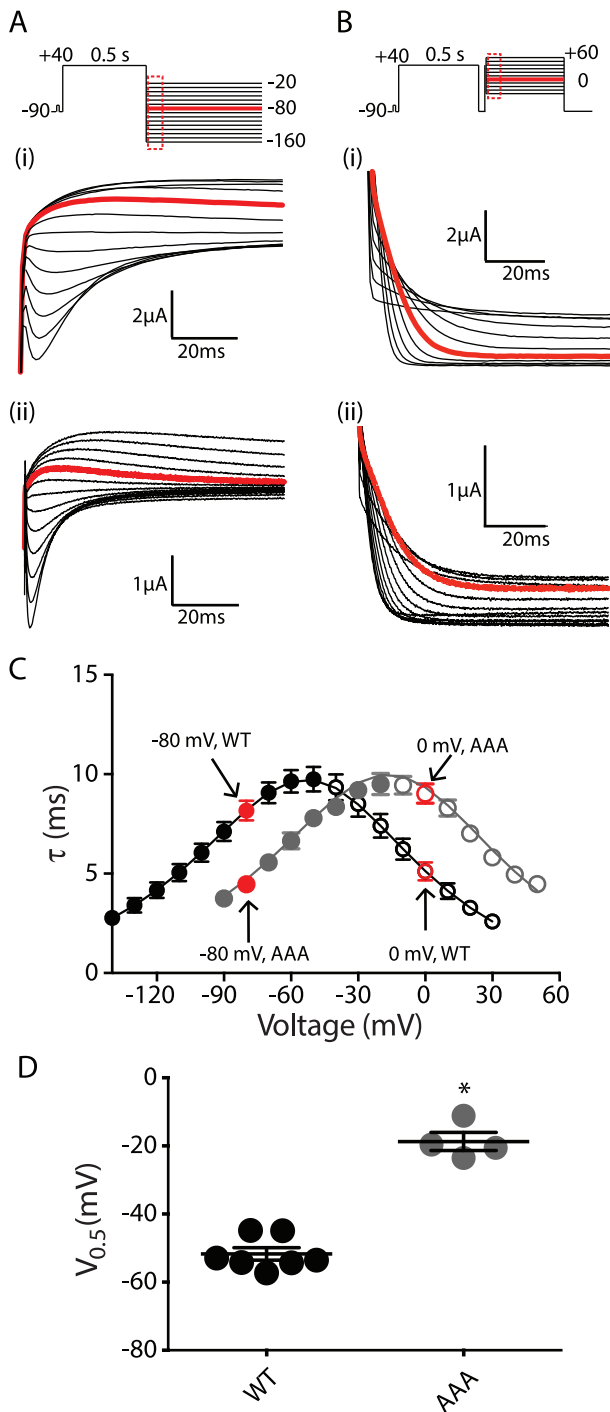 A
B
+40 0.5 s
-20
-90
-80
-160
+40 0.5 s
+60
-90
0
(i)
2µA
20ms
(i)
2µA
20ms
(ii)
1µA
20ms
(ii)
1µA
20ms
C
15
10
5
0
τ (ms)
-80 mV, WT
0 mV, AAA
-80 mV, AAA
0 mV, WT
-120 -90 -60 -30 0 30 60
Voltage (mV)
D
0
-20
-40
-60
-80
V0.5 (mV)
*
WT
AAA